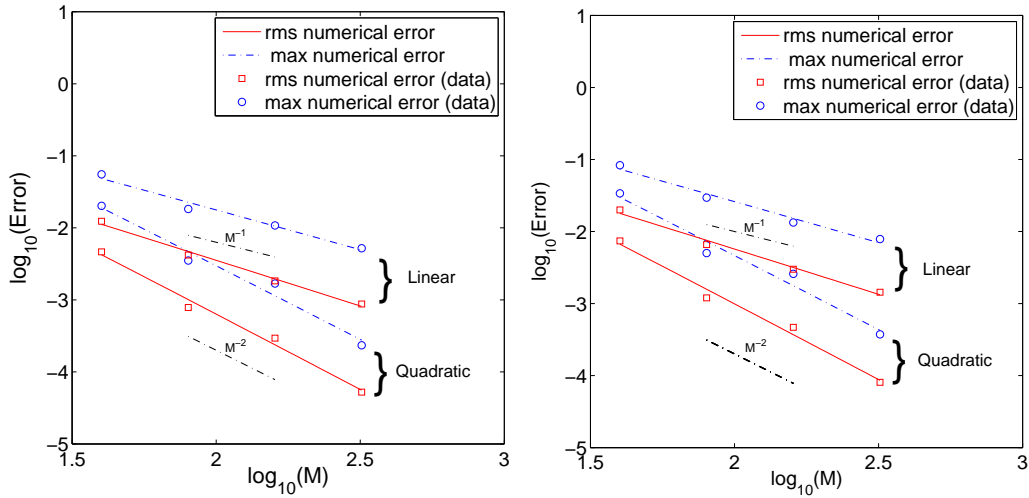 1
0
−1
−2
−3
−4
−5
log10(Error)
rms numerical error
max numerical error
rms numerical error (data)
max numerical error (data)
M−1
M−2
Linear
Quadratic
1.5
2
2.5
3
log10(M)
1
0
−1
−2
−3
−4
−5
log10(Error)
rms numerical error
max numerical error
rms numerical error (data)
max numerical error (data)
M−1
M−2
Linear
Quadratic
1.5
2
2.5
3
log10(M)